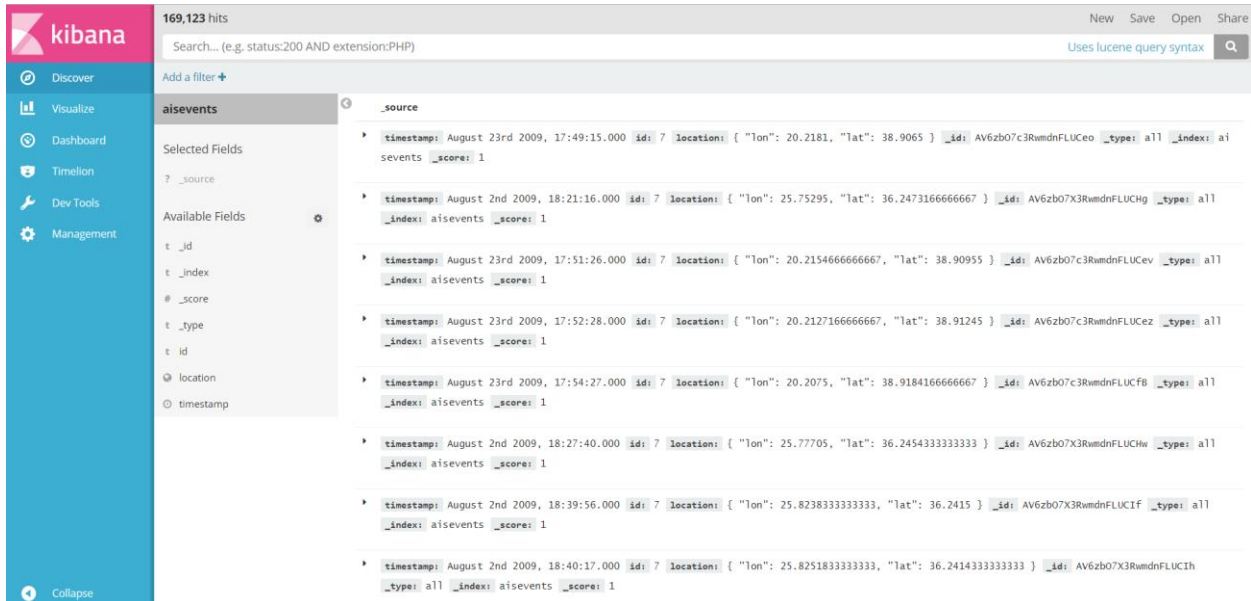 kibana
Discover
Visualize
Dashboard
Timelion
Dev Tools
Management
Collapse
169,123 hits
New Save Open Share
Search... (e.g. status:200 AND extension:PHP)
Uses lucene query syntax
Add a filter +
aisevents
Selected Fields
? _source
Available Fields
t _id
t _index
# _score
t _type
t id
location
timestamp
_source
timestamp: August 23rd 2009, 17:49:15.000 id: 7 location: { "lon": 20.2181, "lat": 38.9065 } _id: AV6zbO7c3RwmdnFLUCeo _type: all _index: ai
sevents _score: 1
timestamp: August 2nd 2009, 18:21:16.000 id: 7 location: { "lon": 25.75295, "lat": 36.2473166666667 } _id: AV6zbO7X3RwmdnFLUCHg _type: all
_index: aisevents _score: 1
timestamp: August 23rd 2009, 17:51:26.000 id: 7 location: { "lon": 20.2154666666667, "lat": 38.90955 } _id: AV6zbO7c3RwmdnFLUCev _type: all
_index: aisevents _score: 1
timestamp: August 23rd 2009, 17:52:28.000 id: 7 location: { "lon": 20.2127166666667, "lat": 38.91245 } _id: AV6zbO7c3RwmdnFLUCez _type: all
_index: aisevents _score: 1
timestamp: August 23rd 2009, 17:54:27.000 id: 7 location: { "lon": 20.2075, "lat": 38.9184166666667 } _id: AV6zbO7c3RwmdnFLUCfB _type: all
_index: aisevents _score: 1
timestamp: August 2nd 2009, 18:27:40.000 id: 7 location: { "lon": 25.77705, "lat": 36.2454333333333 } _id: AV6zbO7X3RwmdnFLUCHw _type: all
_index: aisevents _score: 1
timestamp: August 2nd 2009, 18:39:56.000 id: 7 location: { "lon": 25.8238333333333, "lat": 36.2415 } _id: AV6zbO7X3RwmdnFLUCIf _type: all
_index: aisevents _score: 1
timestamp: August 2nd 2009, 18:40:17.000 id: 7 location: { "lon": 25.8251833333333, "lat": 36.2414333333333 } _id: AV6zbO7X3RwmdnFLUCIh
_type: all _index: aisevents _score: 1